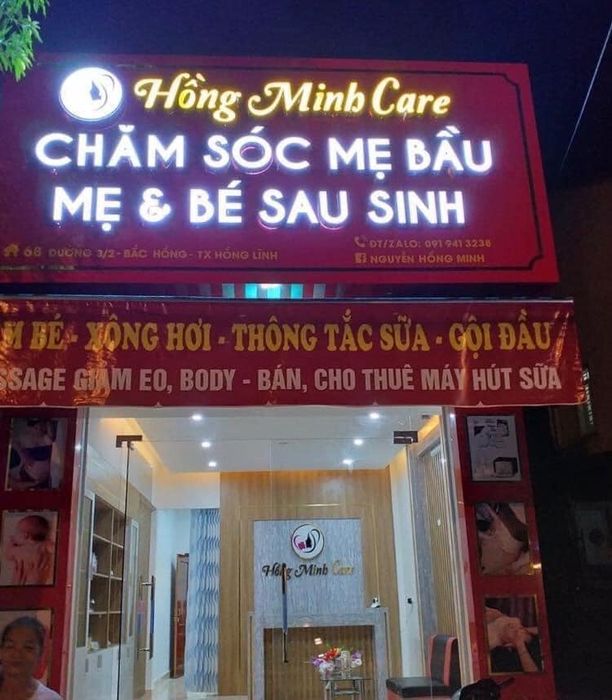 Hồng Minh Care
CHĂM SÓC MẸ BẦU
MẸ & BÉ SAU SINH
68 ĐƯỜNG 3/2 - BẮC HỒNG - TX HỒNG LĨNH
ĐT/ZALO: 091 941 3238
NGUYỄN HỒNG MINH
BÉ - XÔNG HƠI - THÔNG TẮC SỮA - GỘI ĐẦU
GIẢM EO, BODY - BÁN, CHO THUÊ MÁY HÚT SỮA
Hồng Minh Care